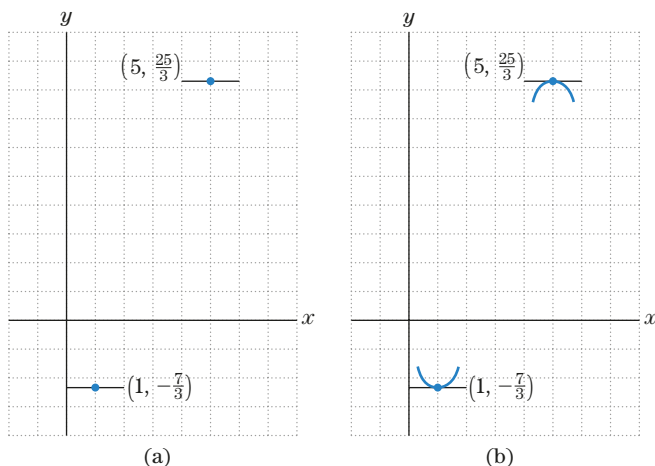 y
(5, 25/3)
x
(1, −7/3)
(a)
y
(5, 25/3)
x
(1, −7/3)
(b)